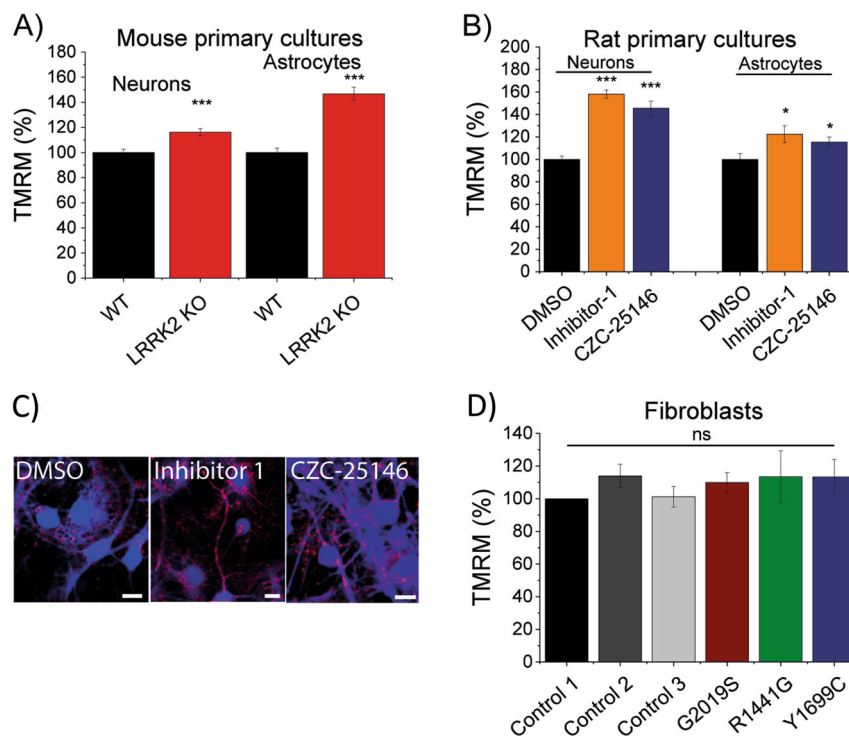 A)
Mouse primary cultures
Neurons
Astrocytes
***
***
TMRM (%)
180
160
140
120
100
80
60
40
20
0
WT
LRRK2 KO
WT
LRRK2 KO
B)
Rat primary cultures
Neurons
Astrocytes
***
***
*
*
TMRM (%)
200
180
160
140
120
100
80
60
40
20
0
DMSO
Inhibitor-1
CZC-25146
DMSO
Inhibitor-1
CZC-25146
C)
DMSO
Inhibitor 1
CZC-25146
D)
Fibroblasts
ns
TMRM (%)
140
120
100
80
60
40
20
0
Control 1
Control 2
Control 3
G2019S
R1441G
Y1699C